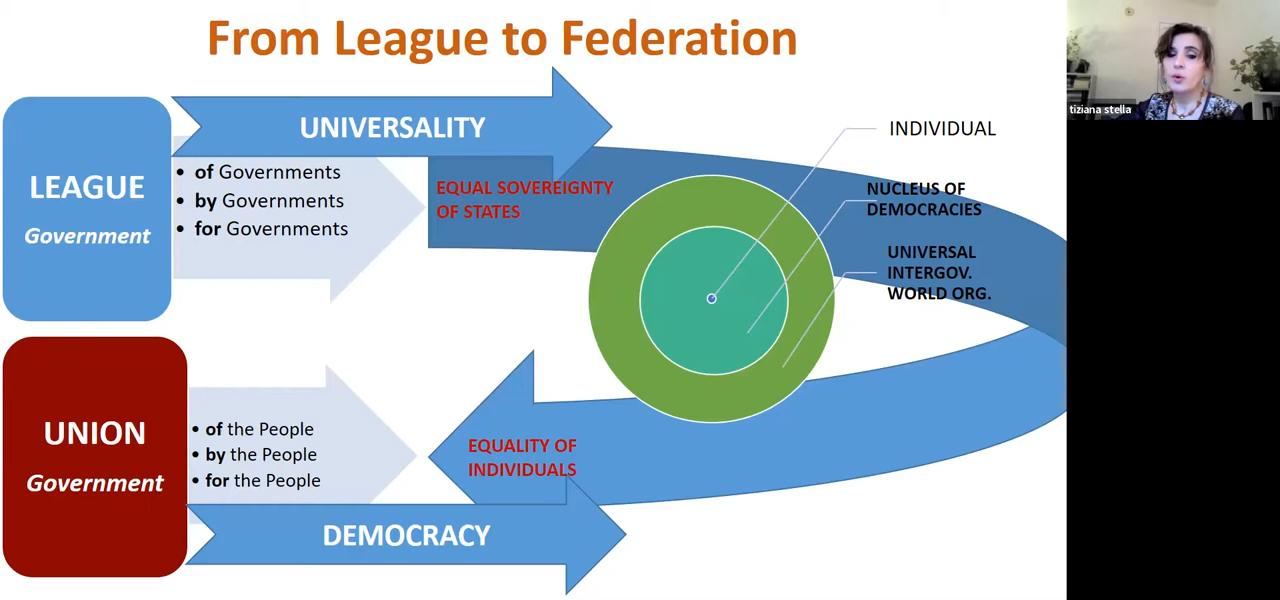 From League to Federation
tiziana stella
UNIVERSALITY
LEAGUE
Government
• of Governments
• by Governments
• for Governments
EQUAL SOVEREIGNTY
OF STATES
INDIVIDUAL
NUCLEUS OF
DEMOCRACIES
UNIVERSAL
INTERGOV.
WORLD ORG.
UNION
Government
• of the People
• by the People
• for the People
EQUALITY OF
INDIVIDUALS
DEMOCRACY